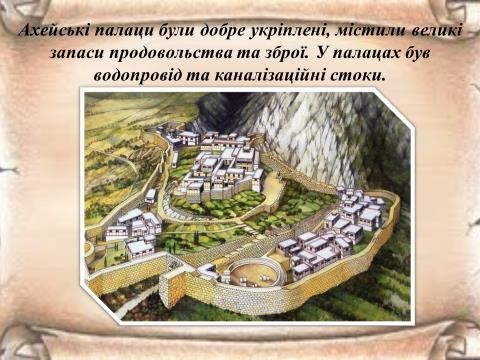 Ахейські палаци були добре укріплені, містили великі
запаси продовольства та зброї. У палацах був
водопровід та каналізаційні стоки.